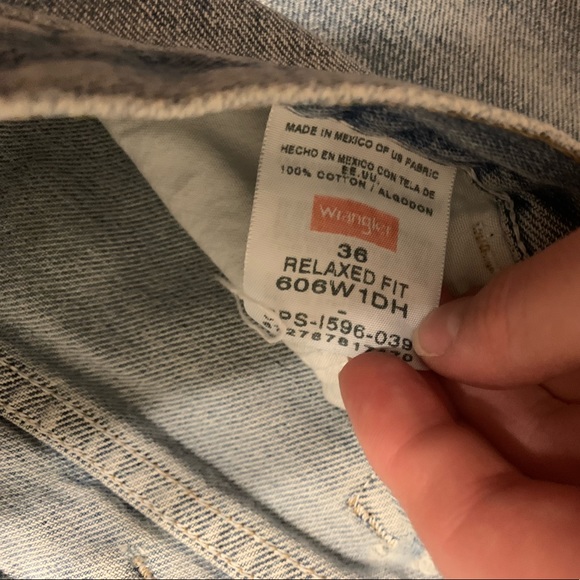 MADE IN MEXICO OF US FABRIC
HECHO EN MEXICO CON TELA DE
EE.UU.
100% COTTON / ALGODON
Wrangler
36
RELAXED FIT
606W1DH
-
PS-1596-039